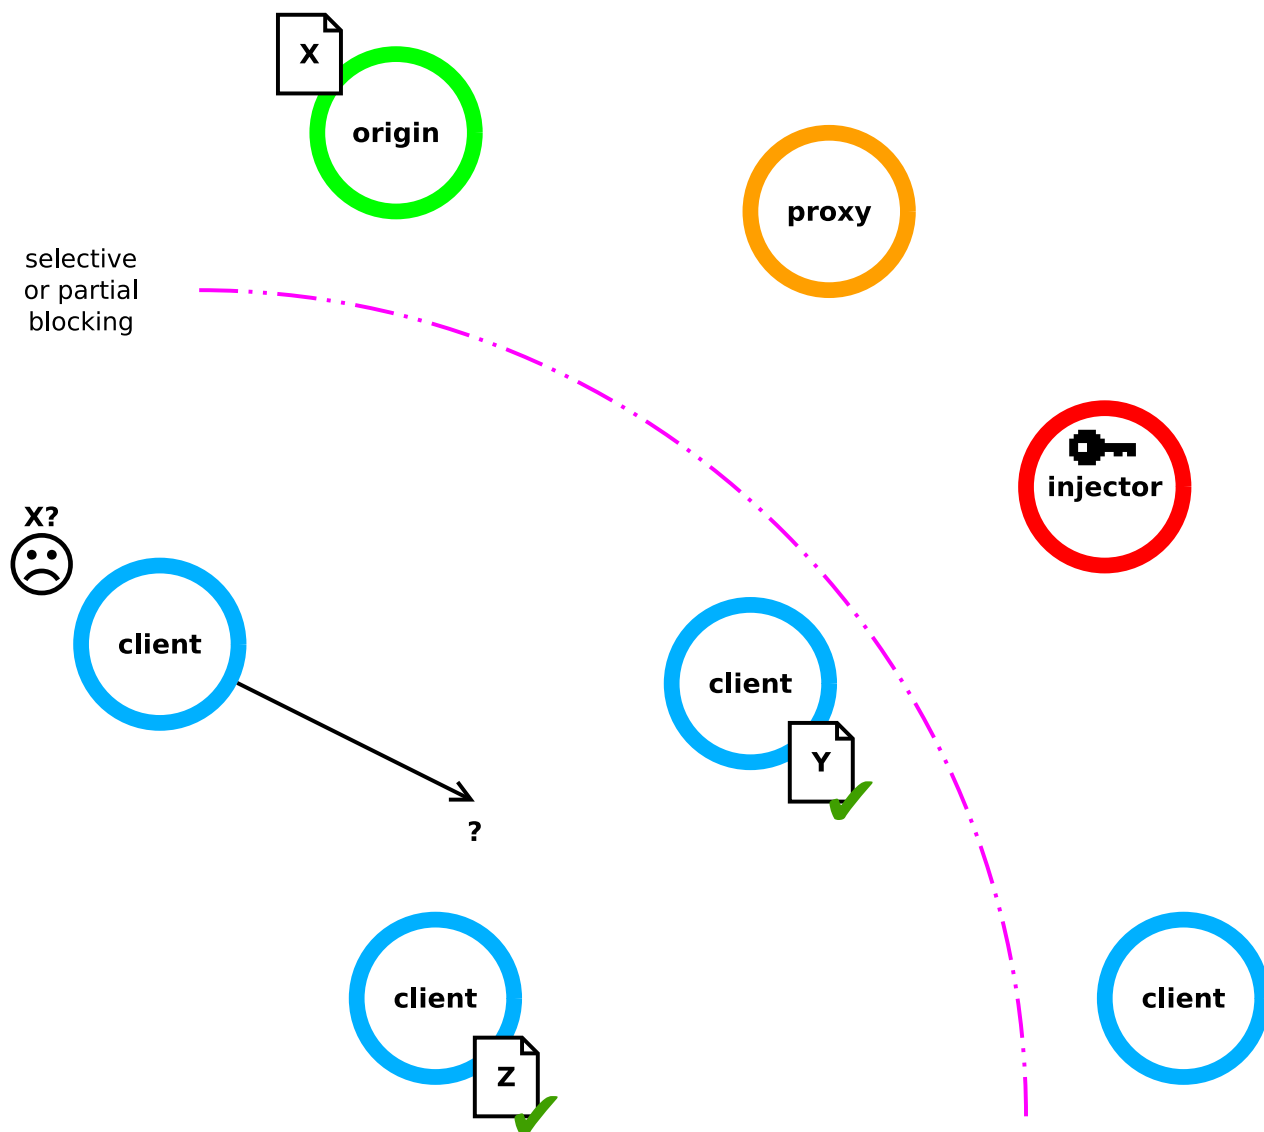 X
origin
proxy
selective
or partial
blocking
injector
X?
client
client
Y
?
client
client
Z